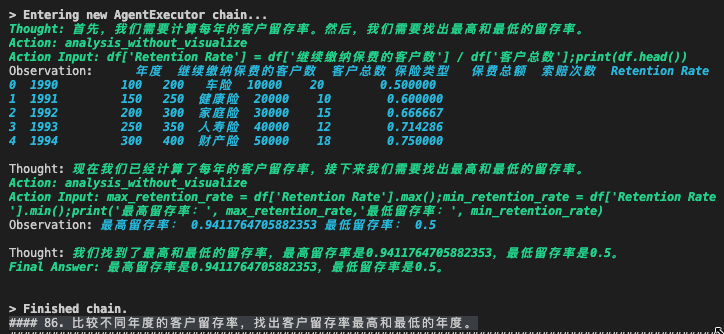 > Entering new AgentExecutor chain...
Thought: 首先，我们需要计算每年的客户留存率。然后，我们需要找出最高和最低的留存率。
Action: analysis_without_visualize
Action Input: df['Retention Rate'] = df['继续缴纳保费的客户数'] / df['客户总数'];print(df.head())
Observation: 年度 继续缴纳保费的客户数 客户总数 保险类型 保费总额 索赔次数 Retention Rate
0 1990 100 200 车险 10000 20 0.500000
1 1991 150 250 健康险 20000 10 0.600000
2 1992 200 300 家庭险 30000 15 0.666667
3 1993 250 350 人寿险 40000 12 0.714286
4 1994 300 400 财产险 50000 18 0.750000
Thought: 现在我们已经计算了每年的客户留存率，接下来我们需要找出最高和最低的留存率。
Action: analysis_without_visualize
Action Input: max_retention_rate = df['Retention Rate'].max();min_retention_rate = df['Retention Rate
'].min();print('最高留存率：', max_retention_rate,'最低留存率：', min_retention_rate)
Observation: 最高留存率： 0.9411764705882353 最低留存率： 0.5
Thought: 我们找到了最高和最低的留存率，最高留存率是0.9411764705882353，最低留存率是0.5。
Final Answer: 最高留存率是0.9411764705882353，最低留存率是0.5。
> Finished chain.
#### 86. 比较不同年度的客户留存率，找出客户留存率最高和最低的年度。